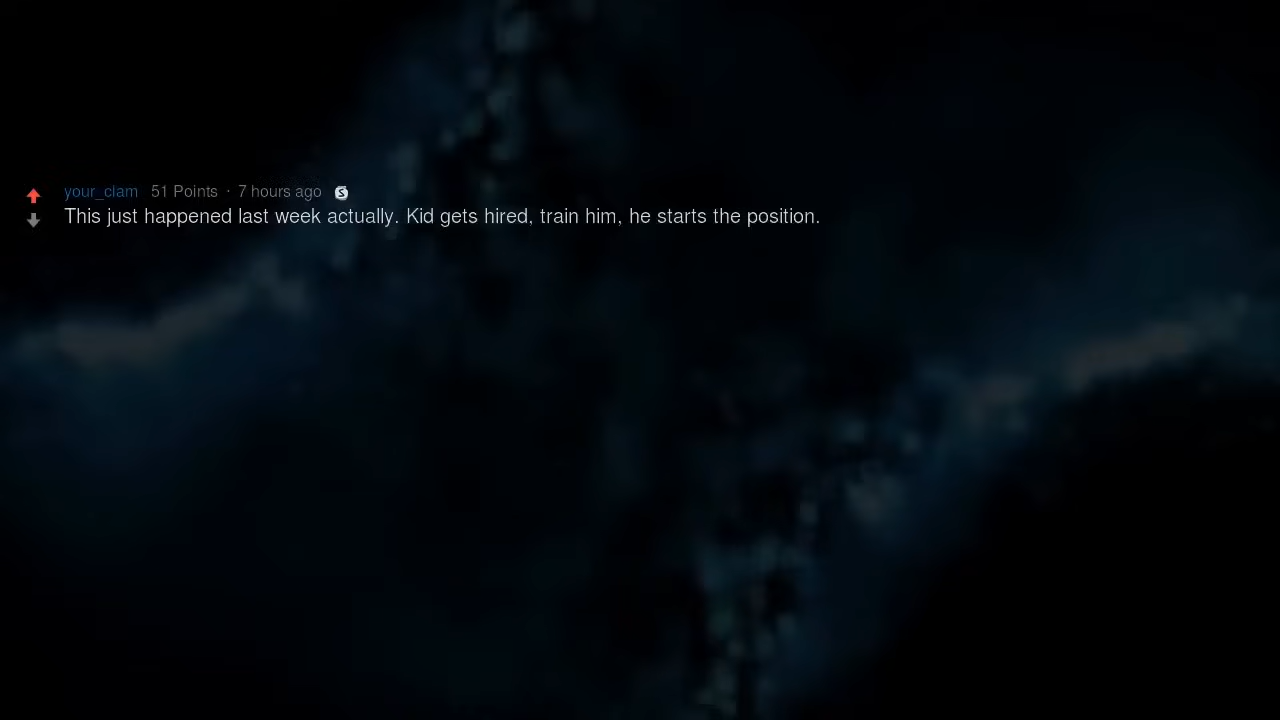 your_clam 51 Points · 7 hours ago
This just happened last week actually. Kid gets hired, train him, he starts the position.